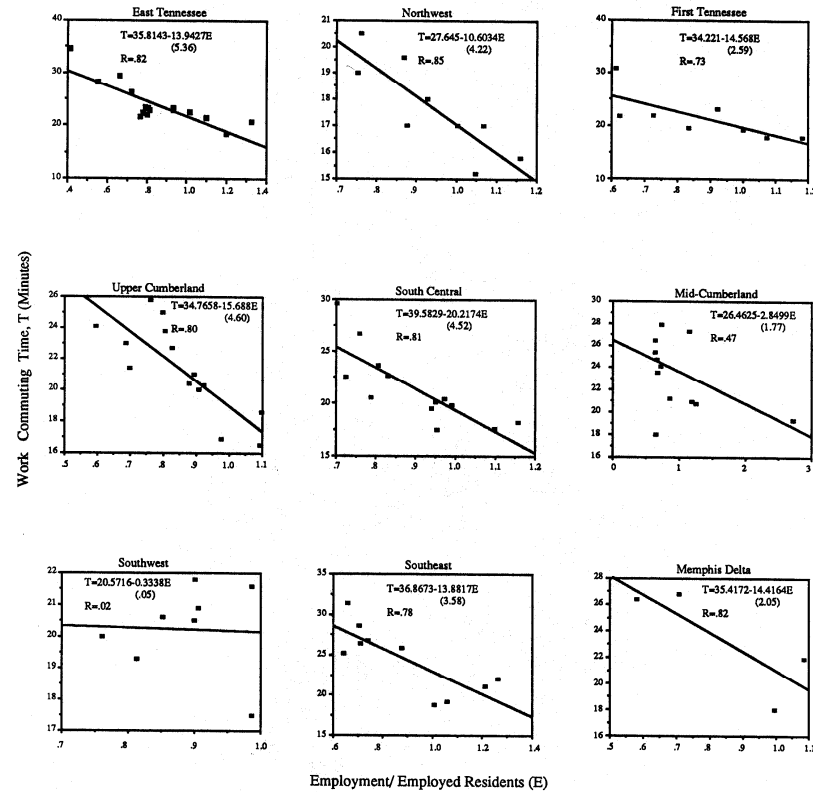 East Tennessee
T=35.8143-13.9427E
(5.36)
R=.82
40
30
20
10
.4 .6 .8 1.0 1.2 1.4
Northwest
T=27.645-10.6034E
(4.22)
R=.85
21
20
19
18
17
16
15
.7 .8 .9 1.0 1.1 1.2
First Tennessee
T=34.221-14.568E
(2.59)
R=.73
40
30
20
10
.6 .7 .8 .9 1.0 1.1 1.2
Work Commuting Time, T (Minutes)
Upper Cumberland
T=34.7658-15.688E
(4.60)
R=.80
26
24
22
20
18
16
.5 .6 .7 .8 .9 1.0 1.1
South Central
T=39.5829-20.2174E
(4.52)
R=.81
30
25
20
15
.7 .8 .9 1.0 1.1 1.2
Mid-Cumberland
T=26.4625-2.8499E
(1.77)
R=.47
30
28
26
24
22
20
18
16
0 1 2 3
Southwest
T=20.5716-0.3338E
(.05)
R=.02
22
21
20
19
18
17
.7 .8 .9 1.0
Southeast
T=36.8673-13.8817E
(3.58)
R=.78
35
30
25
20
15
.6 .8 1.0 1.2 1.4
Memphis Delta
T=35.4172-14.4164E
(2.05)
R=.82
28
26
24
22
20
18
16
.5 .6 .7 .8 .9 1.0 1.1
Employment/ Employed Residents (E)